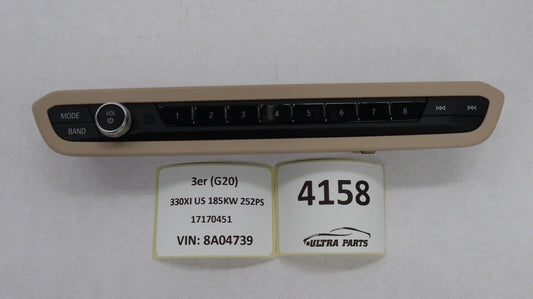 MODE
BAND
VOL
1 2 3 4 5 6 7 8
3er (G20)
330XI US 185KW 252PS
17170451
VIN: 8A04739
4158
ULTRA PARTS